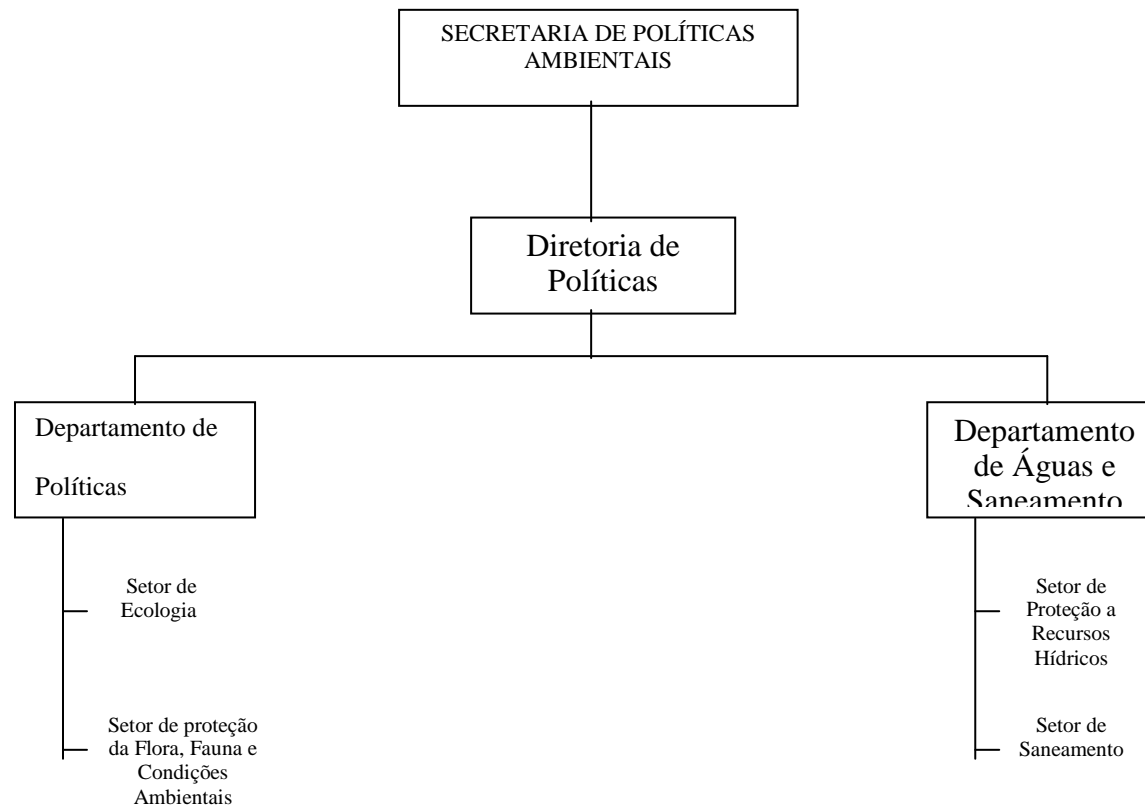 SECRETARIA DE POLÍTICAS
AMBIENTAIS
Diretoria de
Políticas
Departamento de
Políticas
Setor de
Ecologia
Setor de proteção
da Flora, Fauna e
Condições
Ambientais
Departamento
de Águas e
Saneamento
Setor de
Proteção a
Recursos
Hídricos
Setor de
Saneamento